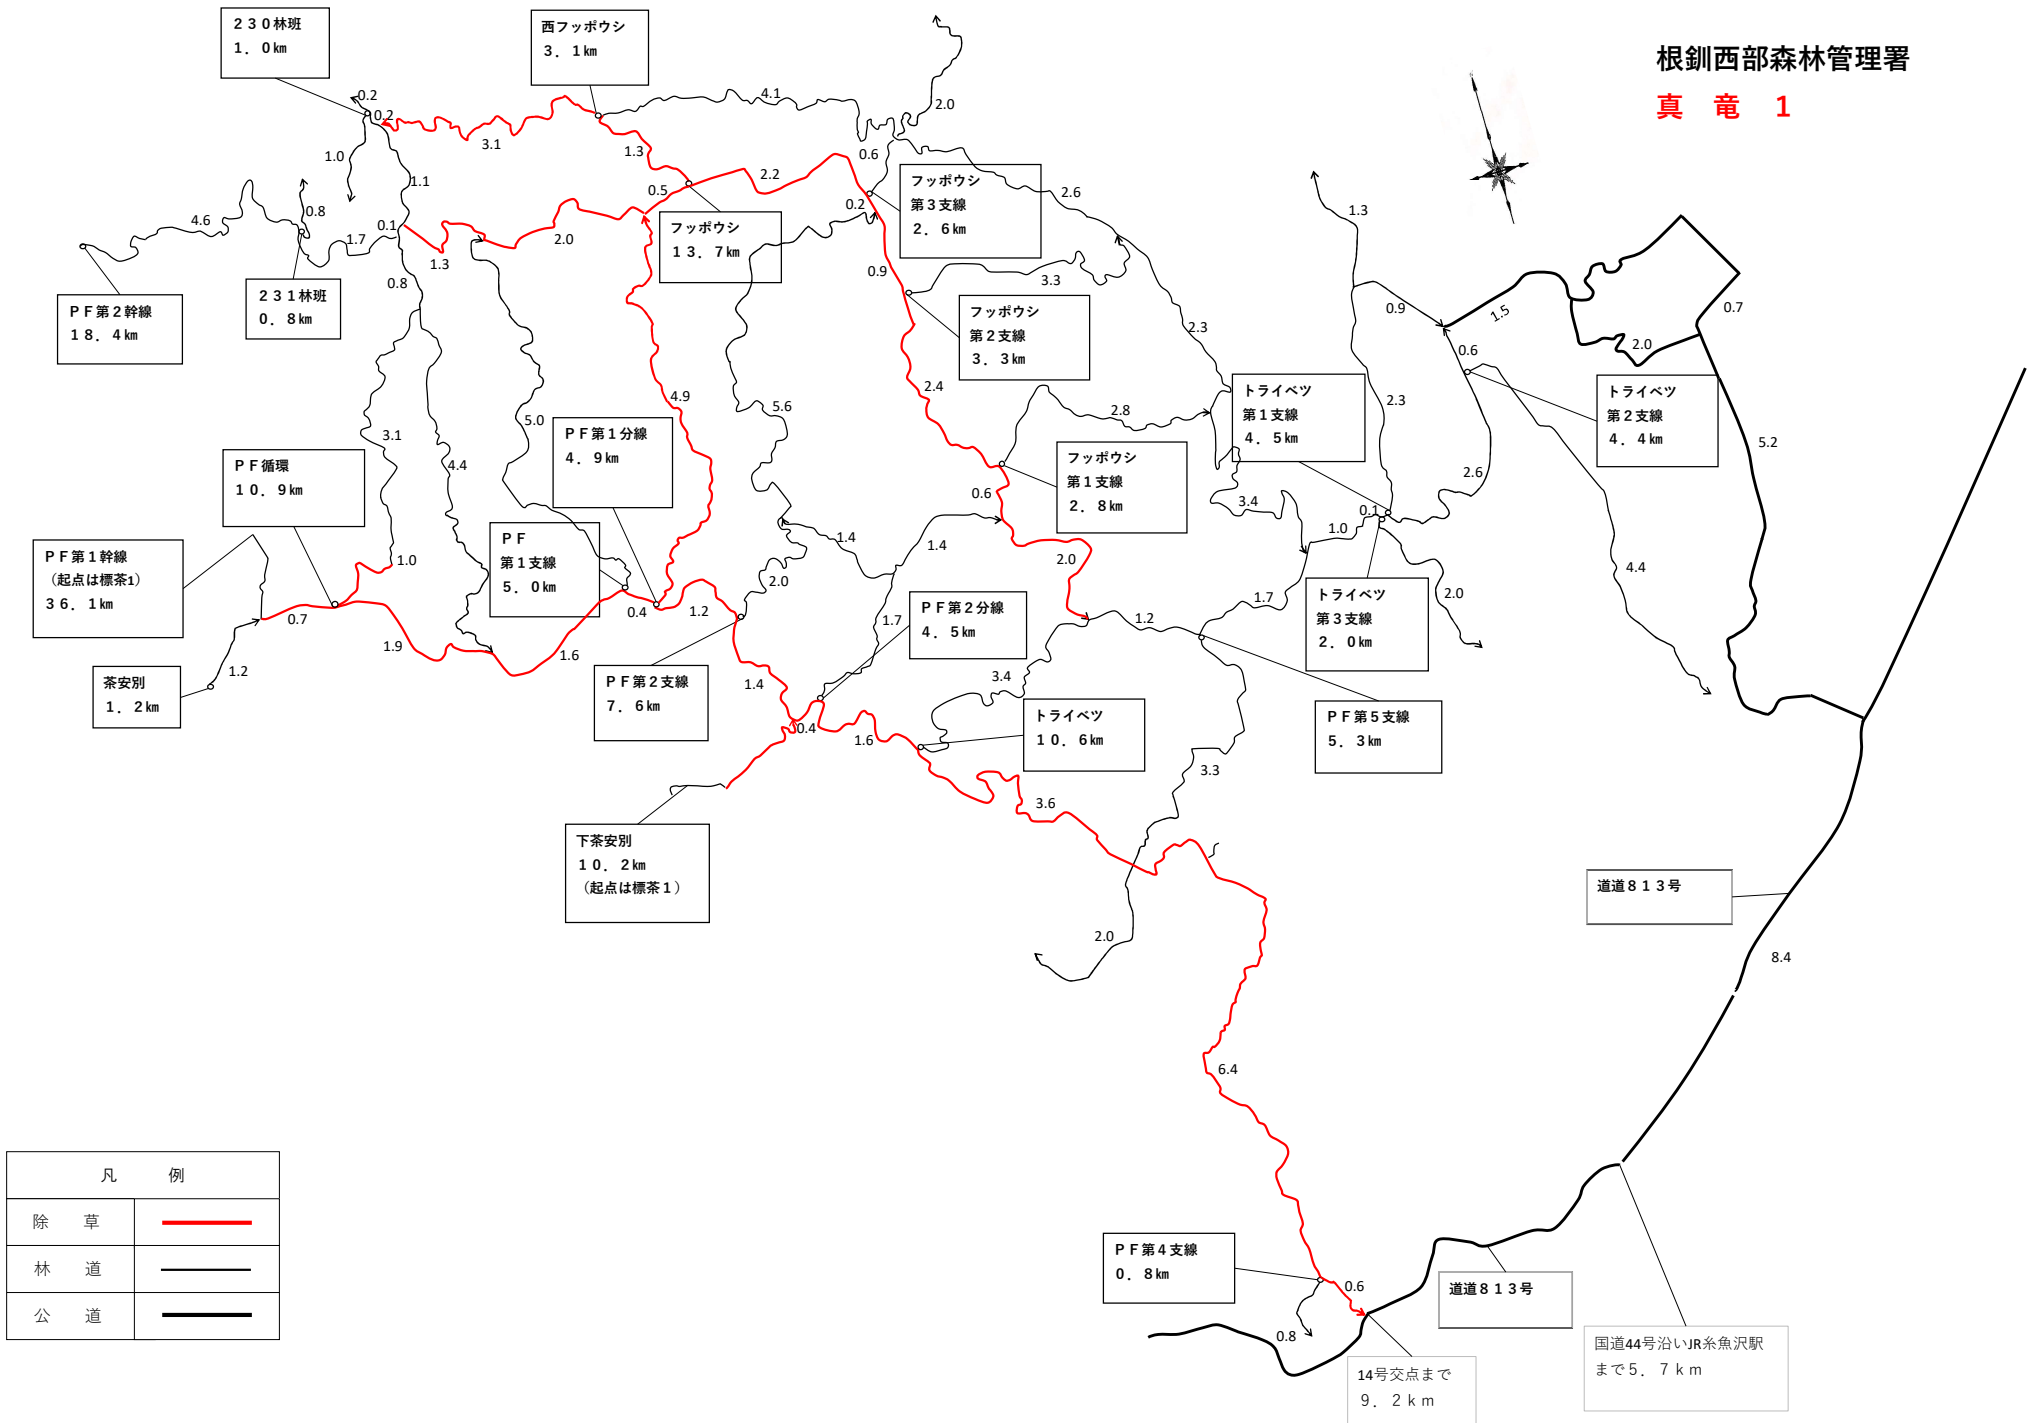 根釧西部森林管理署
真　竜　１
２３０林班
１．０㎞
西フッポウシ
３．１㎞
0.2
0.2
4.1
2.0
3.1
1.3
0.6
1.0
1.1
0.5
2.2
0.2
フッポウシ
第３支線
２．６㎞
2.6
1.3
4.6
0.8
0.1
1.7
1.3
2.0
フッポウシ
１３．７㎞
0.9
3.3
0.8
２３１林班
０．８㎞
ＰＦ第２幹線
１８．４㎞
フッポウシ
第２支線
３．３㎞
2.3
0.9
1.5
0.7
0.6
2.0
2.4
4.9
5.6
5.0
2.8
トライベツ
第１支線
４．５㎞
2.3
トライベツ
第２支線
４．４㎞
5.2
3.1
4.4
ＰＦ第１分線
４．９㎞
ＰＦ循環
１０．９㎞
フッポウシ
第１支線
２．８㎞
0.6
2.6
3.4
0.1
1.0
1.4
1.4
ＰＦ第１幹線
（起点は標茶1）
３６．１㎞
ＰＦ
第１支線
５．０㎞
1.0
2.0
2.0
4.4
0.7
0.4
1.2
1.7
ＰＦ第２分線
４．５㎞
1.2
1.7
トライベツ
第３支線
２．０㎞
2.0
1.9
1.6
茶安別
１．２㎞
1.2
ＰＦ第２支線
７．６㎞
1.4
3.4
トライベツ
１０．６㎞
ＰＦ第５支線
５．３㎞
0.4
1.6
3.3
3.6
下茶安別
１０．２㎞
（起点は標茶１）
道道８１３号
2.0
8.4
6.4
凡　例
除　草
林　道
公　道
ＰＦ第４支線
０．８㎞
0.6
0.8
道道８１３号
14号交点まで
９．２ｋｍ
国道44号沿いJR糸魚沢駅
まで５．７ｋｍ